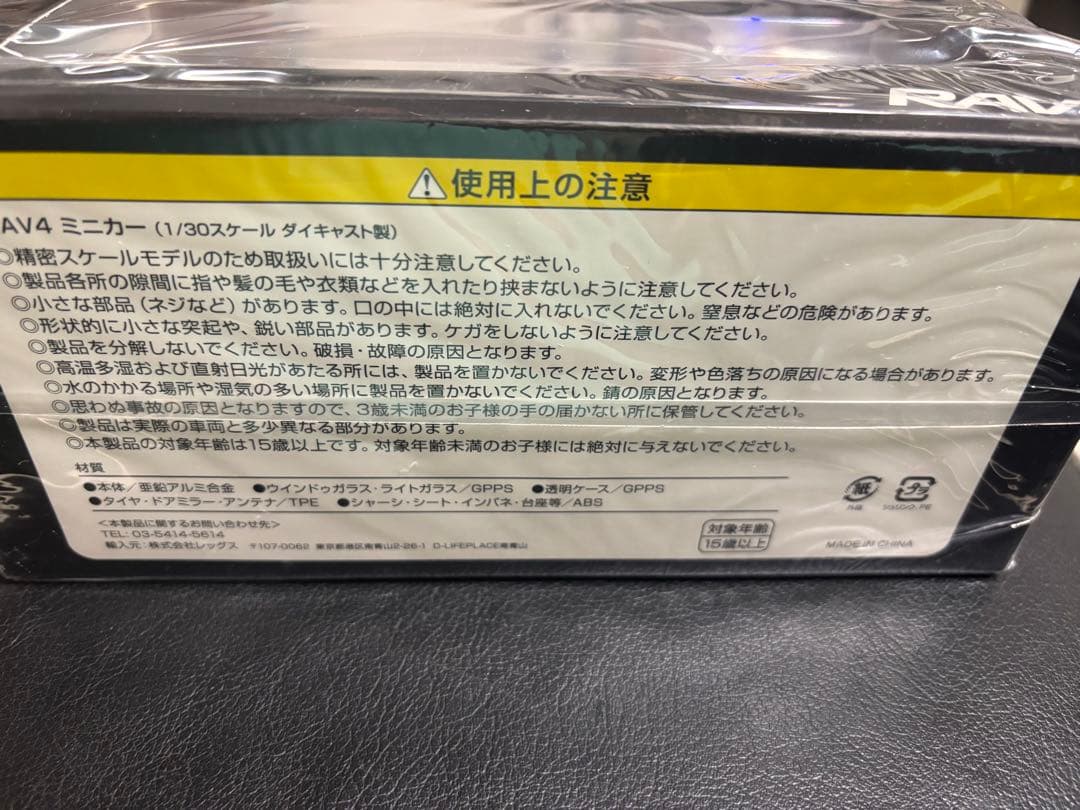 RAV
⚠使用上の注意
AV4 ミニカー(1/30スケール ダイキャスト製)
◎精密スケールモデルのため取扱いには十分注意してください。
◎製品各所の隙間に指や髪の毛や衣類などを入れたり挟まないように注意してください。
◎小さな部品(ネジなど)があります。口の中には絶対に入れないでください。窒息などの危険があります。
◎形状的に小さな突起や、鋭い部品があります。ケガをしないように注意してください。
◎製品を分解しないでください。破損・故障の原因となります。
◎高温多湿および直射日光があたる所には、製品を置かないでください。変形や色落ちの原因になる場合があります。
◎水のかかる場所や湿気の多い場所に製品を置かないでください。錆の原因となります。
◎思わぬ事故の原因となりますので、3歳未満のお子様の手の届かない所に保管してください。
◎製品は実際の車両と多少異なる部分があります。
◎本製品の対象年齢は15歳以上です。対象年齢未満のお子様には絶対に与えないでください。
材質
●本体/亜鉛アルミ合金 ●ウインドゥガラス・ライトガラス/GPPS ●透明ケース/GPPS
●タイヤ・ドアミラー・アンテナ/TPE ●シャーシ・シート・インパネ・台座等/ABS
<本製品に関するお問い合わせ先>
TEL: 03-5414-5614
輸入元:株式会社レッグス 〒107-0062 東京都港区南青山2-26-1 D-LIFEPLACE南青山
対象年齢
15歳以上
紙
プラ
シュリンク: PE
MADE IN CHINA